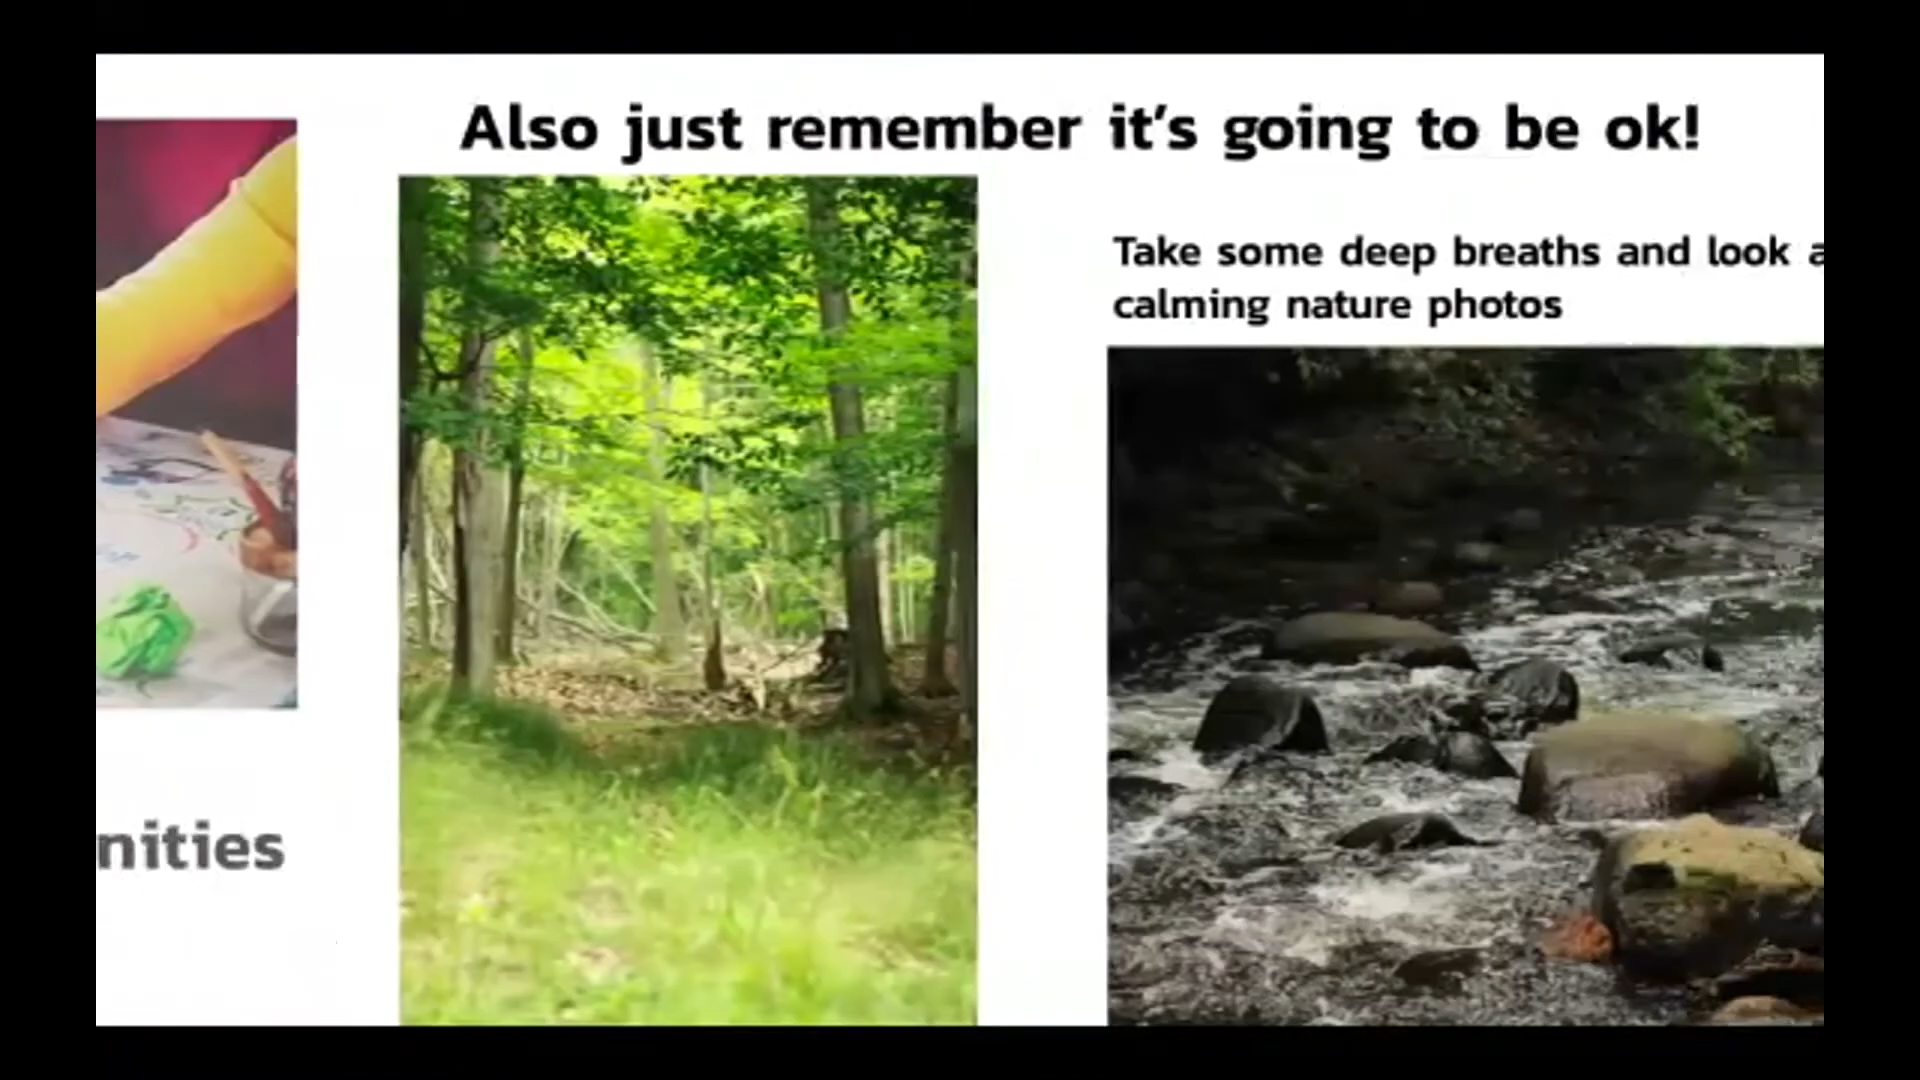 Also just remember it's going to be ok!
Take some deep breaths and look
calming nature photos
nities